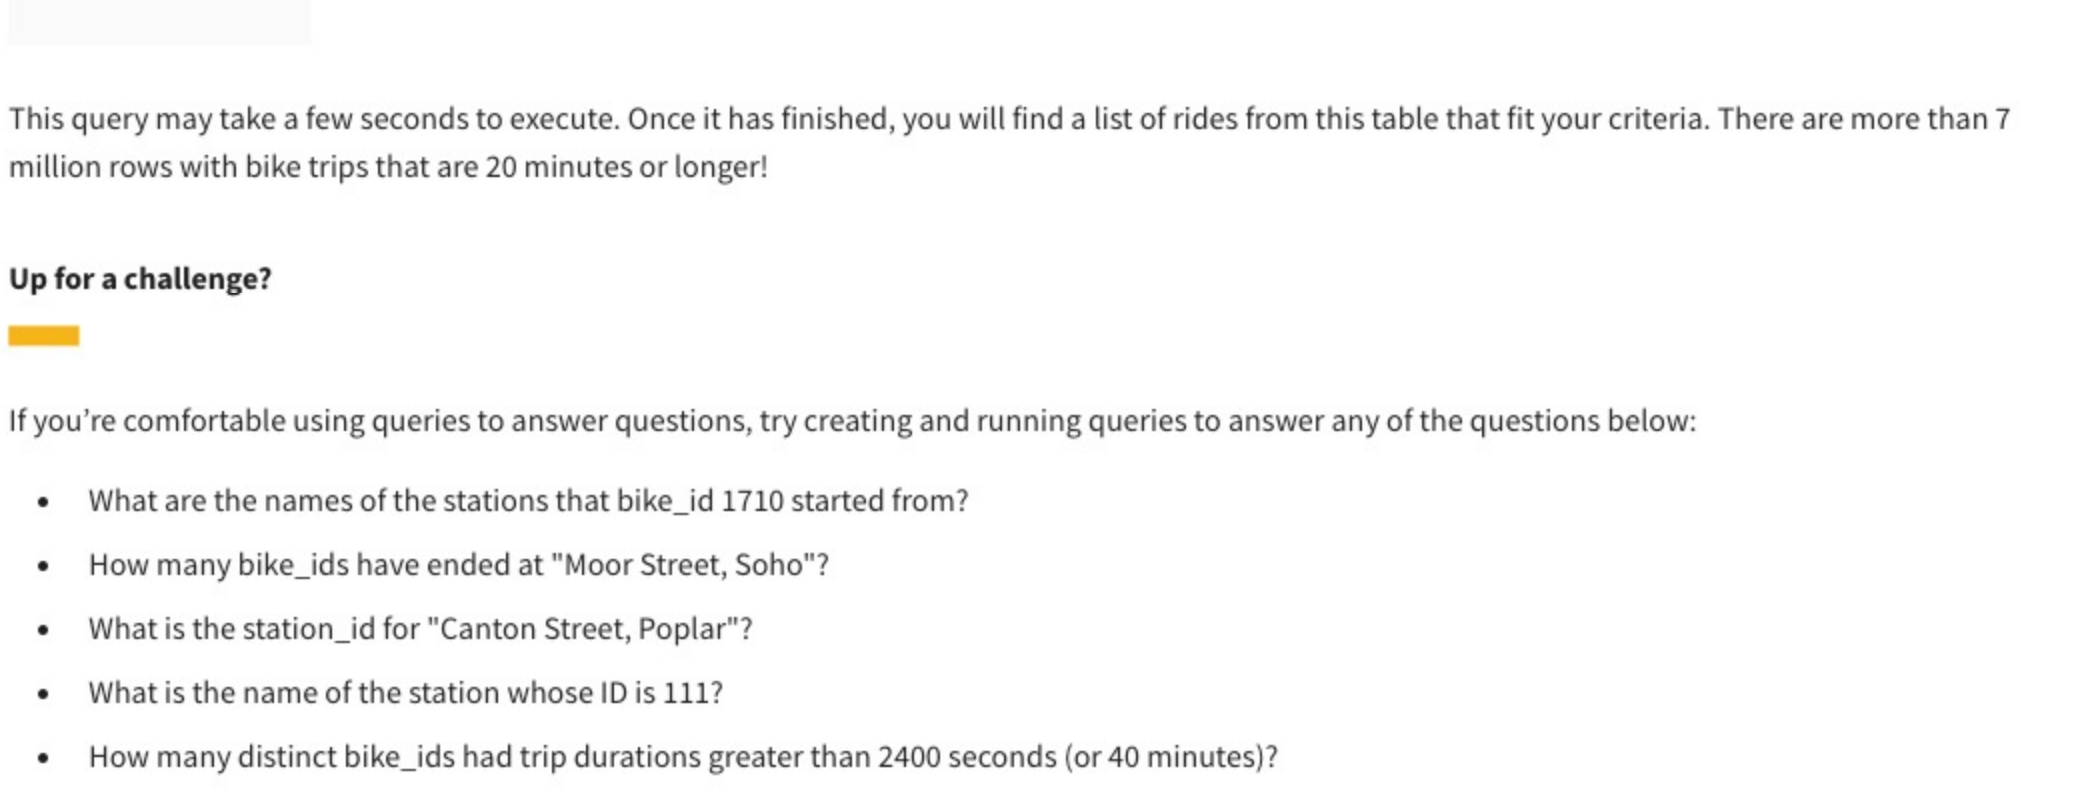 This query may take a few seconds to execute. Once it has finished, you will find a list of rides from this table that fit your criteria. There are more than 7
million rows with bike trips that are 20 minutes or longer!
Up for a challenge?
If you’re comfortable using queries to answer questions, try creating and running queries to answer any of the questions below:
• What are the names of the stations that bike_id 1710 started from?
• How many bike_ids have ended at "Moor Street, Soho"?
• What is the station_id for "Canton Street, Poplar"?
• What is the name of the station whose ID is 111?
• How many distinct bike_ids had trip durations greater than 2400 seconds (or 40 minutes)?